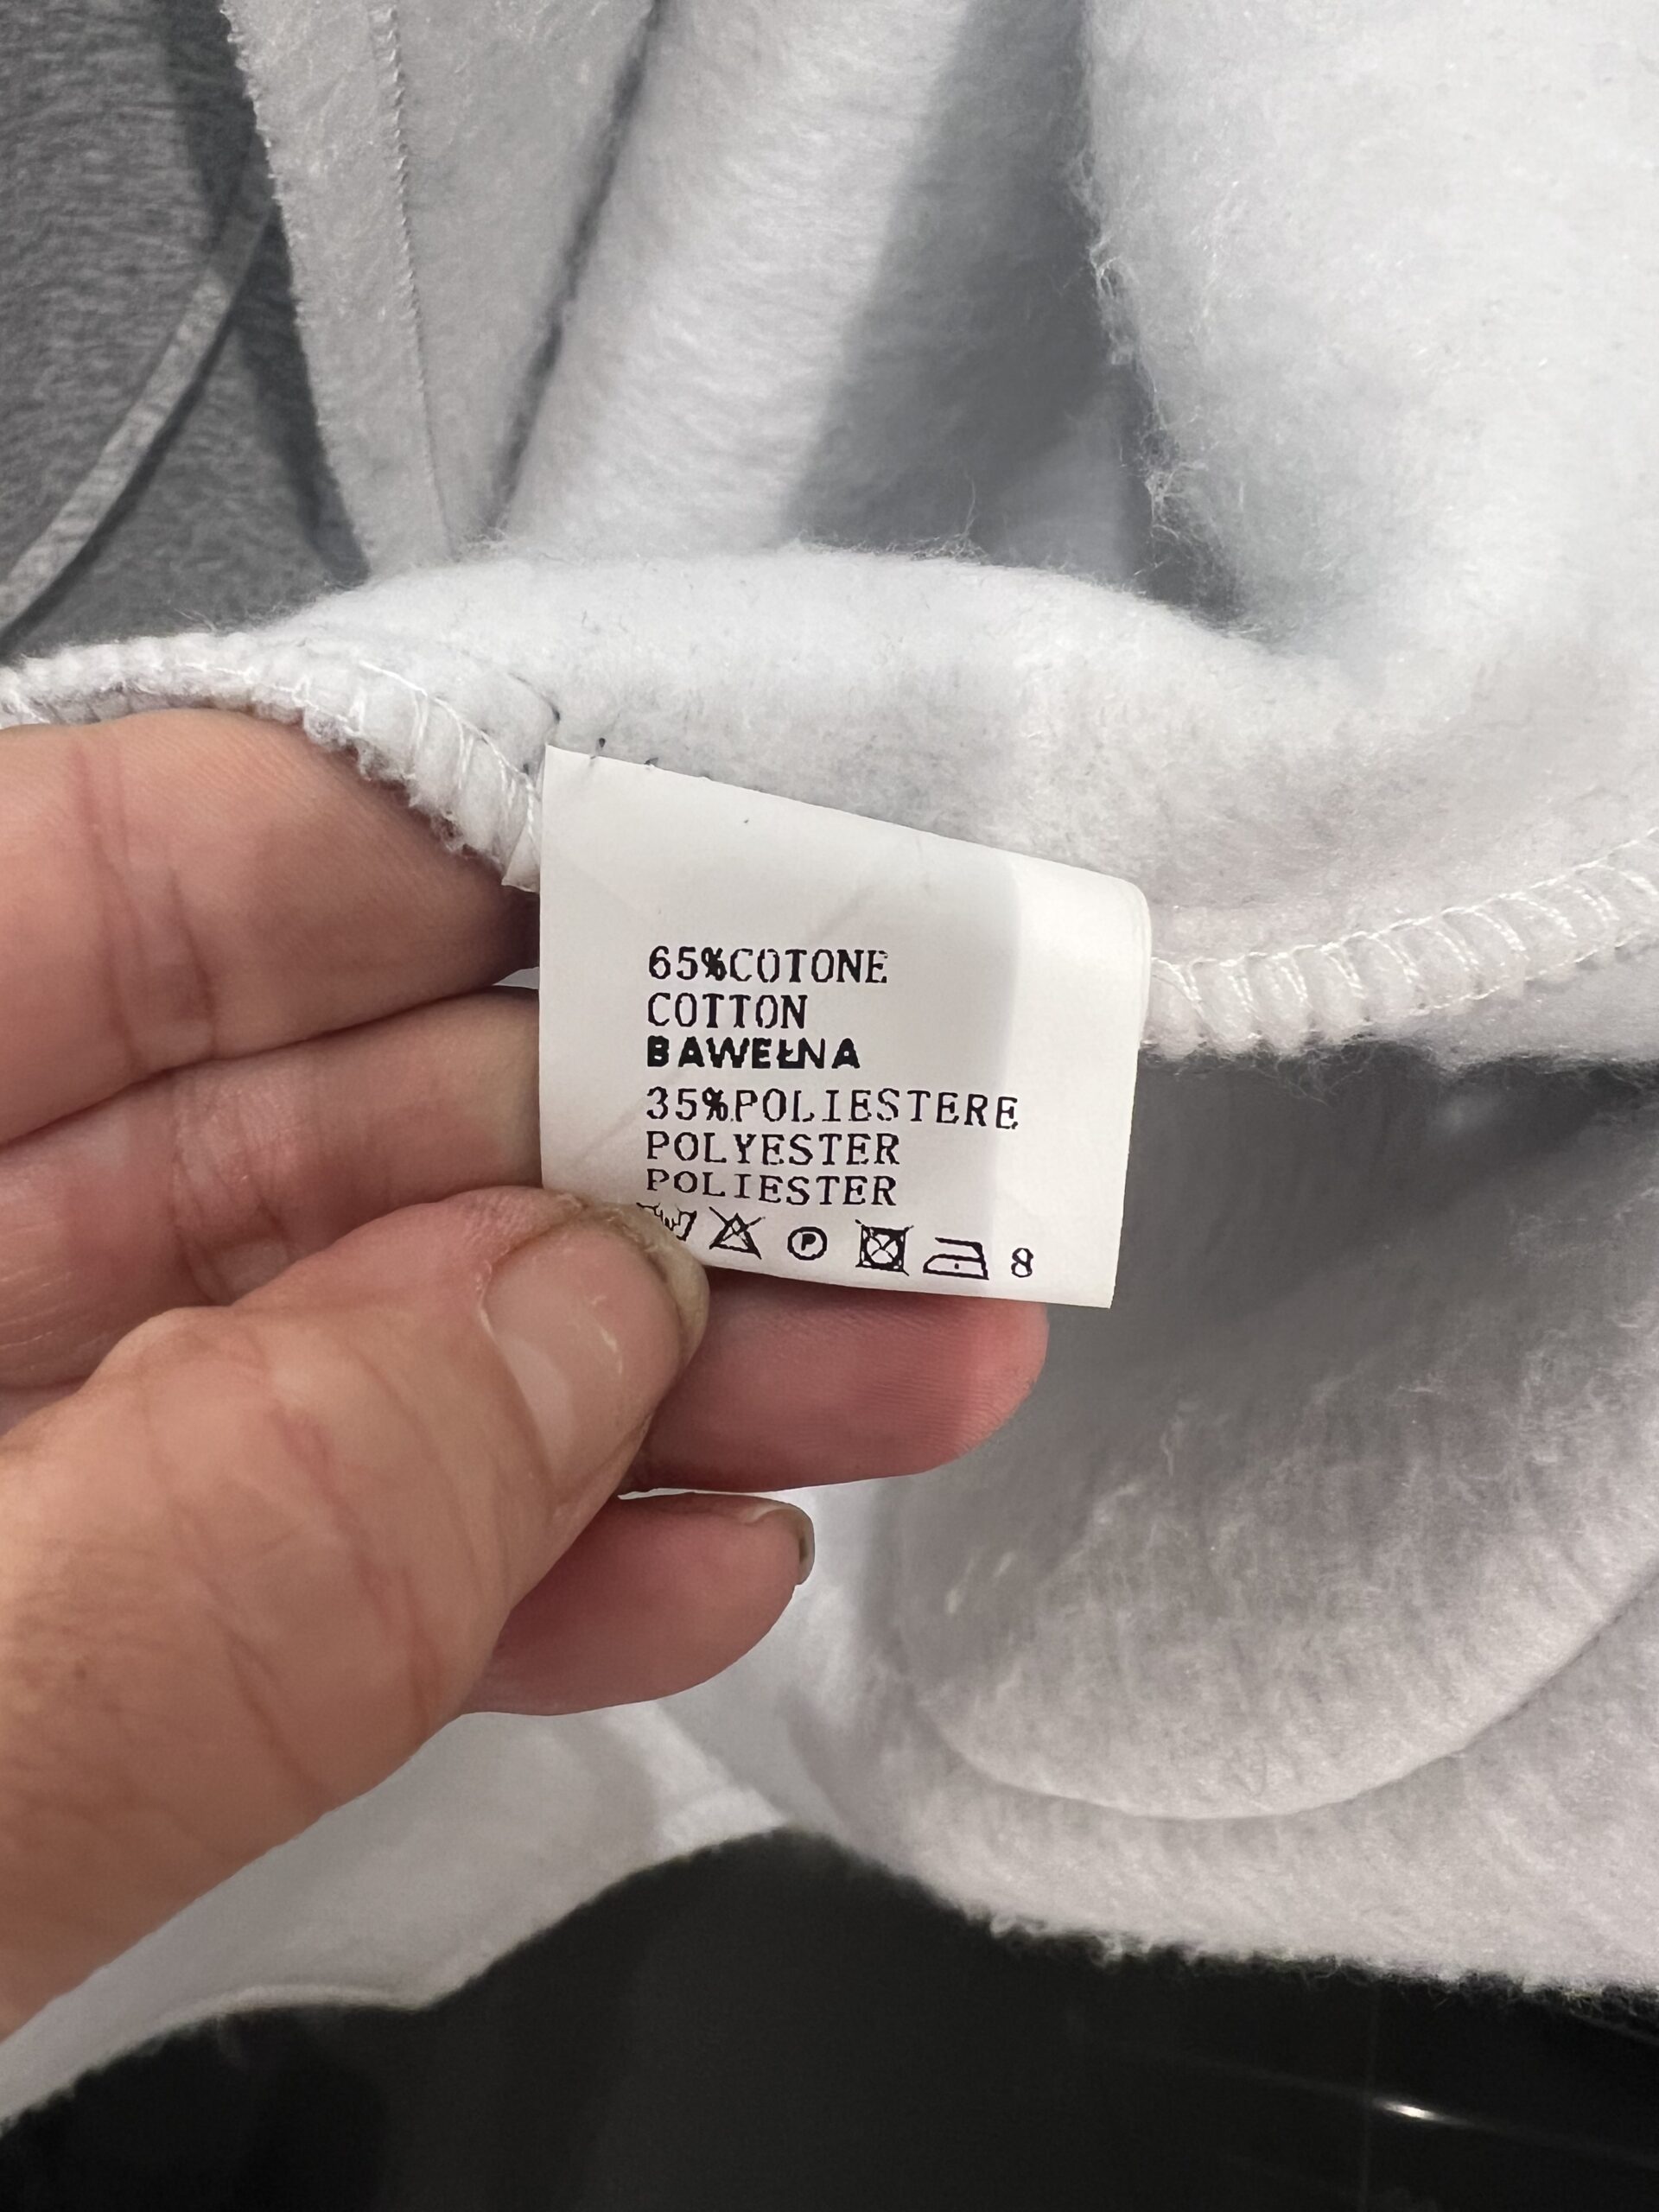 65%COTONE
COTTON
BAWEŁNA
35%POLIESTERE
POLYESTER
POLIESTER
P 8